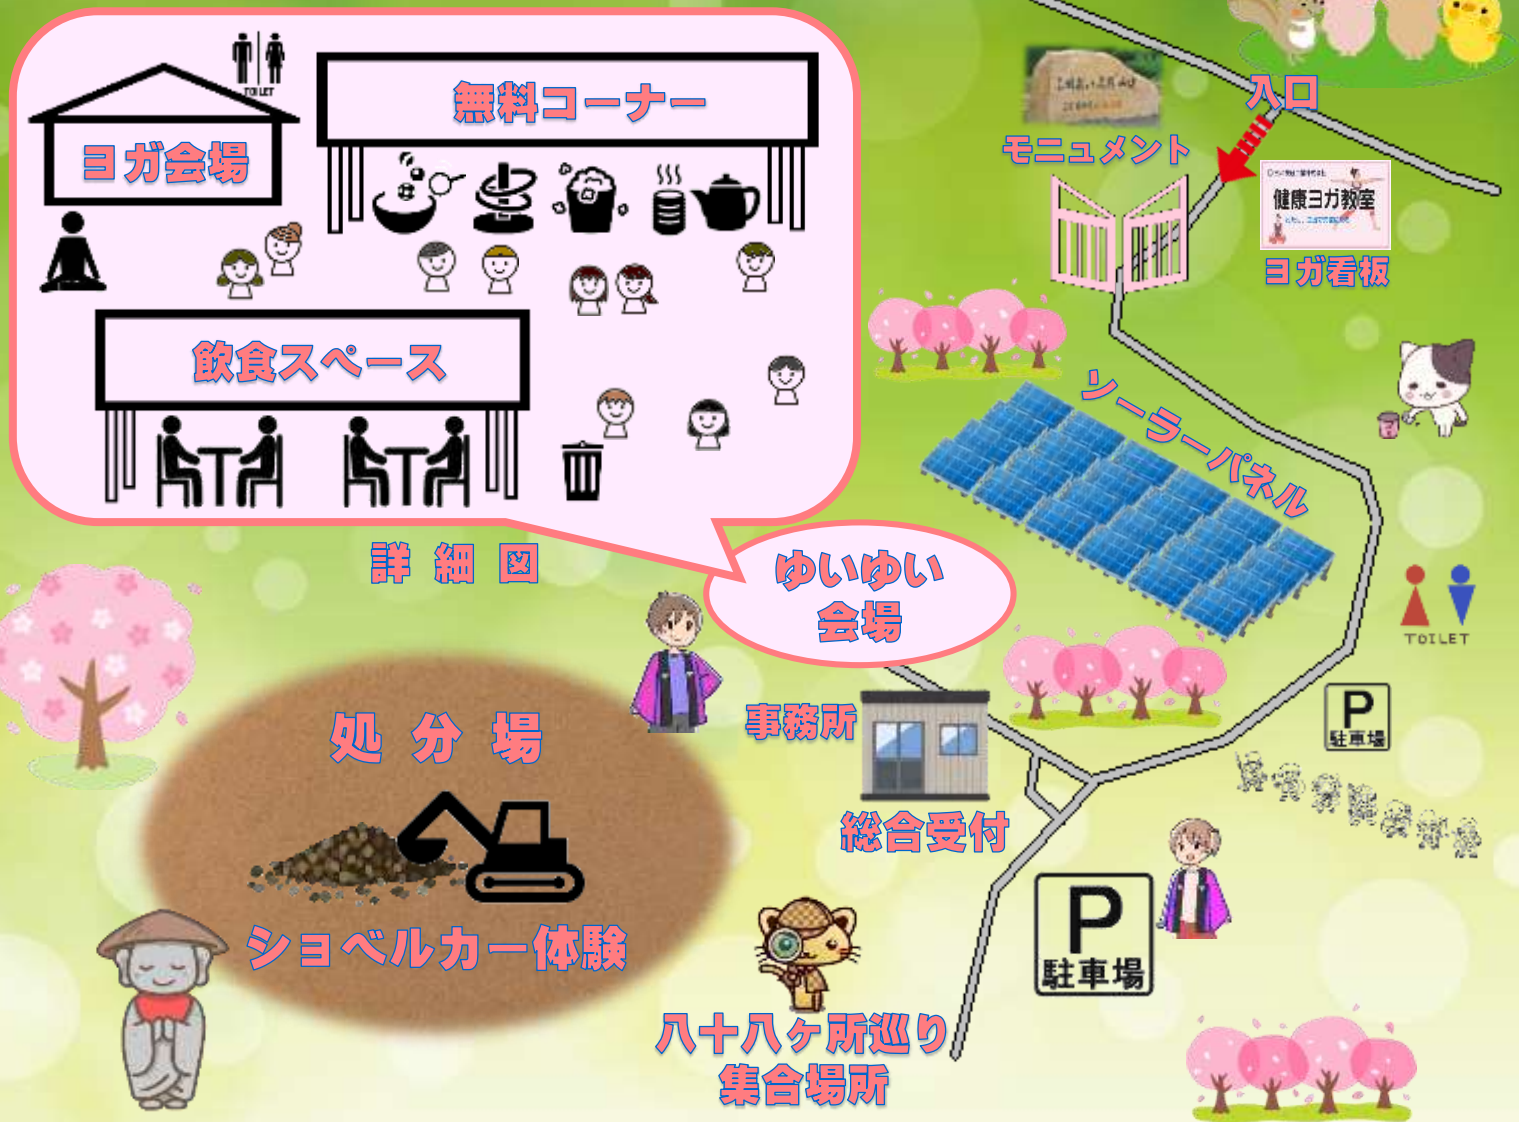 TOILET
無料コーナー
ヨガ会場
飲食スペース
詳細図
ゆいゆい
会場
入口
モニュメント
健康ヨガ教室
ヨガ看板
ソーラーパネル
TOILET
P
駐車場
事務所
総合受付
処分場
ショベルカー体験
P
駐車場
八十八ヶ所巡り
集合場所